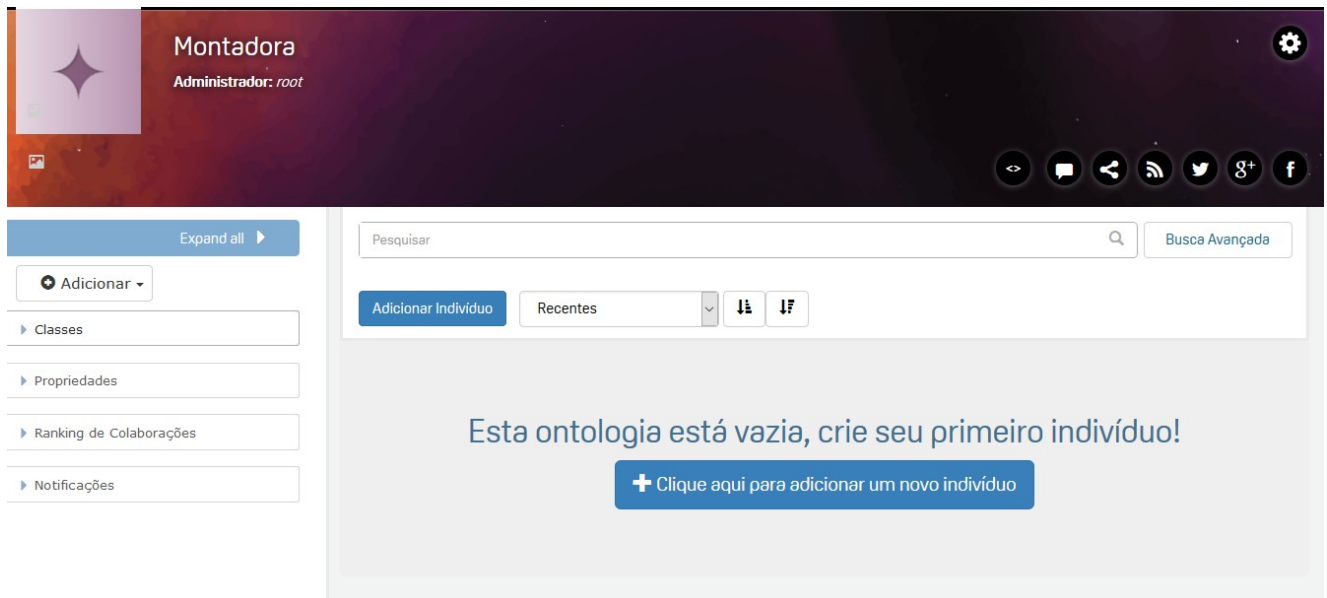 Montadora
Administrador: root
<>
8+
f
Expand all
Pesquisar
Busca Avançada
Adicionar
Adicionar Indivíduo
Recentes
Classes
Propriedades
Ranking de Colaborações
Notificações
Esta ontologia está vazia, crie seu primeiro indivíduo!
Clique aqui para adicionar um novo indivíduo